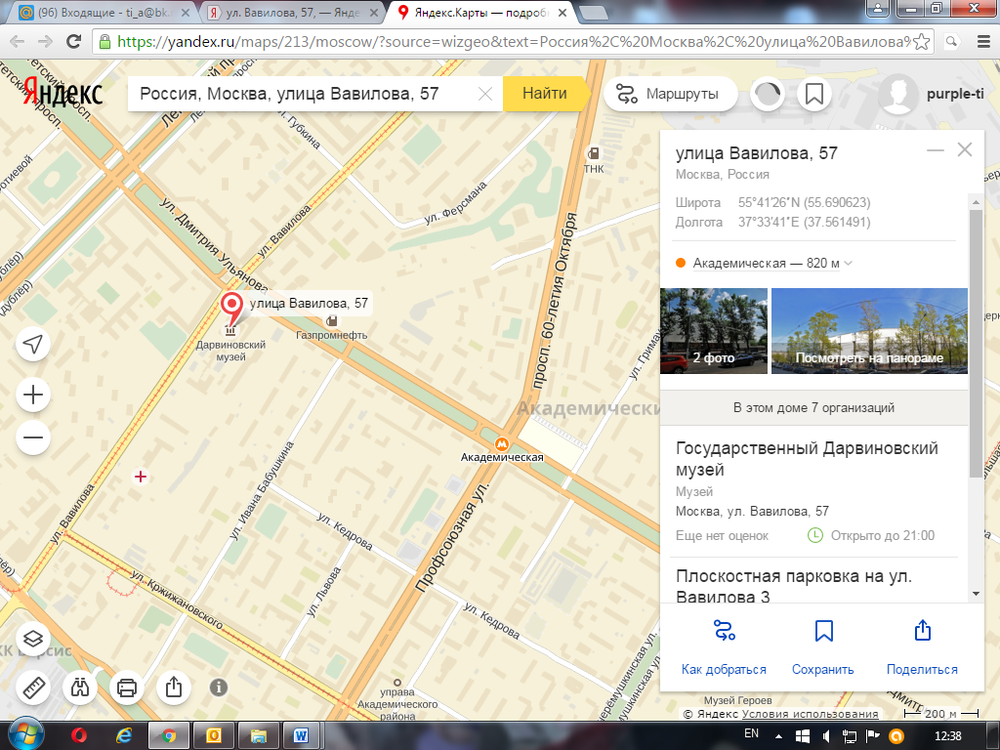 (96) Входящие - ti_a@bk.
ул. Вавилова, 57, — Янде
Яндекс.Карты — подроб
https://yandex.ru/maps/213/moscow/?source=wizgeo&text=Россия%2C%20Москва%2C%20улица%20Вавилова%
Яндекс
Россия, Москва, улица Вавилова, 57
Найти
Маршруты
purple-ti
улица Вавилова, 57
Москва, Россия
Широта 55°41'26"N (55.690623)
Долгота 37°33'41"E (37.561491)
Академическая — 820 м
2 фото
Посмотреть на панораме
В этом доме 7 организаций
Государственный Дарвиновский
музей
Музей
Москва, ул. Вавилова, 57
Еще нет оценок
Открыто до 21:00
Плоскостная парковка на ул.
Вавилова 3
Как добраться
Сохранить
Поделиться
ул. Губкина
ТНК
ул. Ферсмана
ул. Вавилова
ул. Дмитрия Ульянова
просп. 60-летия Октября
улица Вавилова, 57
Газпромнефть
Дарвиновский
музей
ул. Гримау
Академически
Академическая
ул. Ивана Бабушкина
ул. Вавилова
Профсоюзная ул.
ул. Кедрова
ул. Львова
ул. Кржижановского
ул. Кедрова
управа
Академического
района
Музей Героев
© Яндекс Условия использования
200 м
EN
12:38